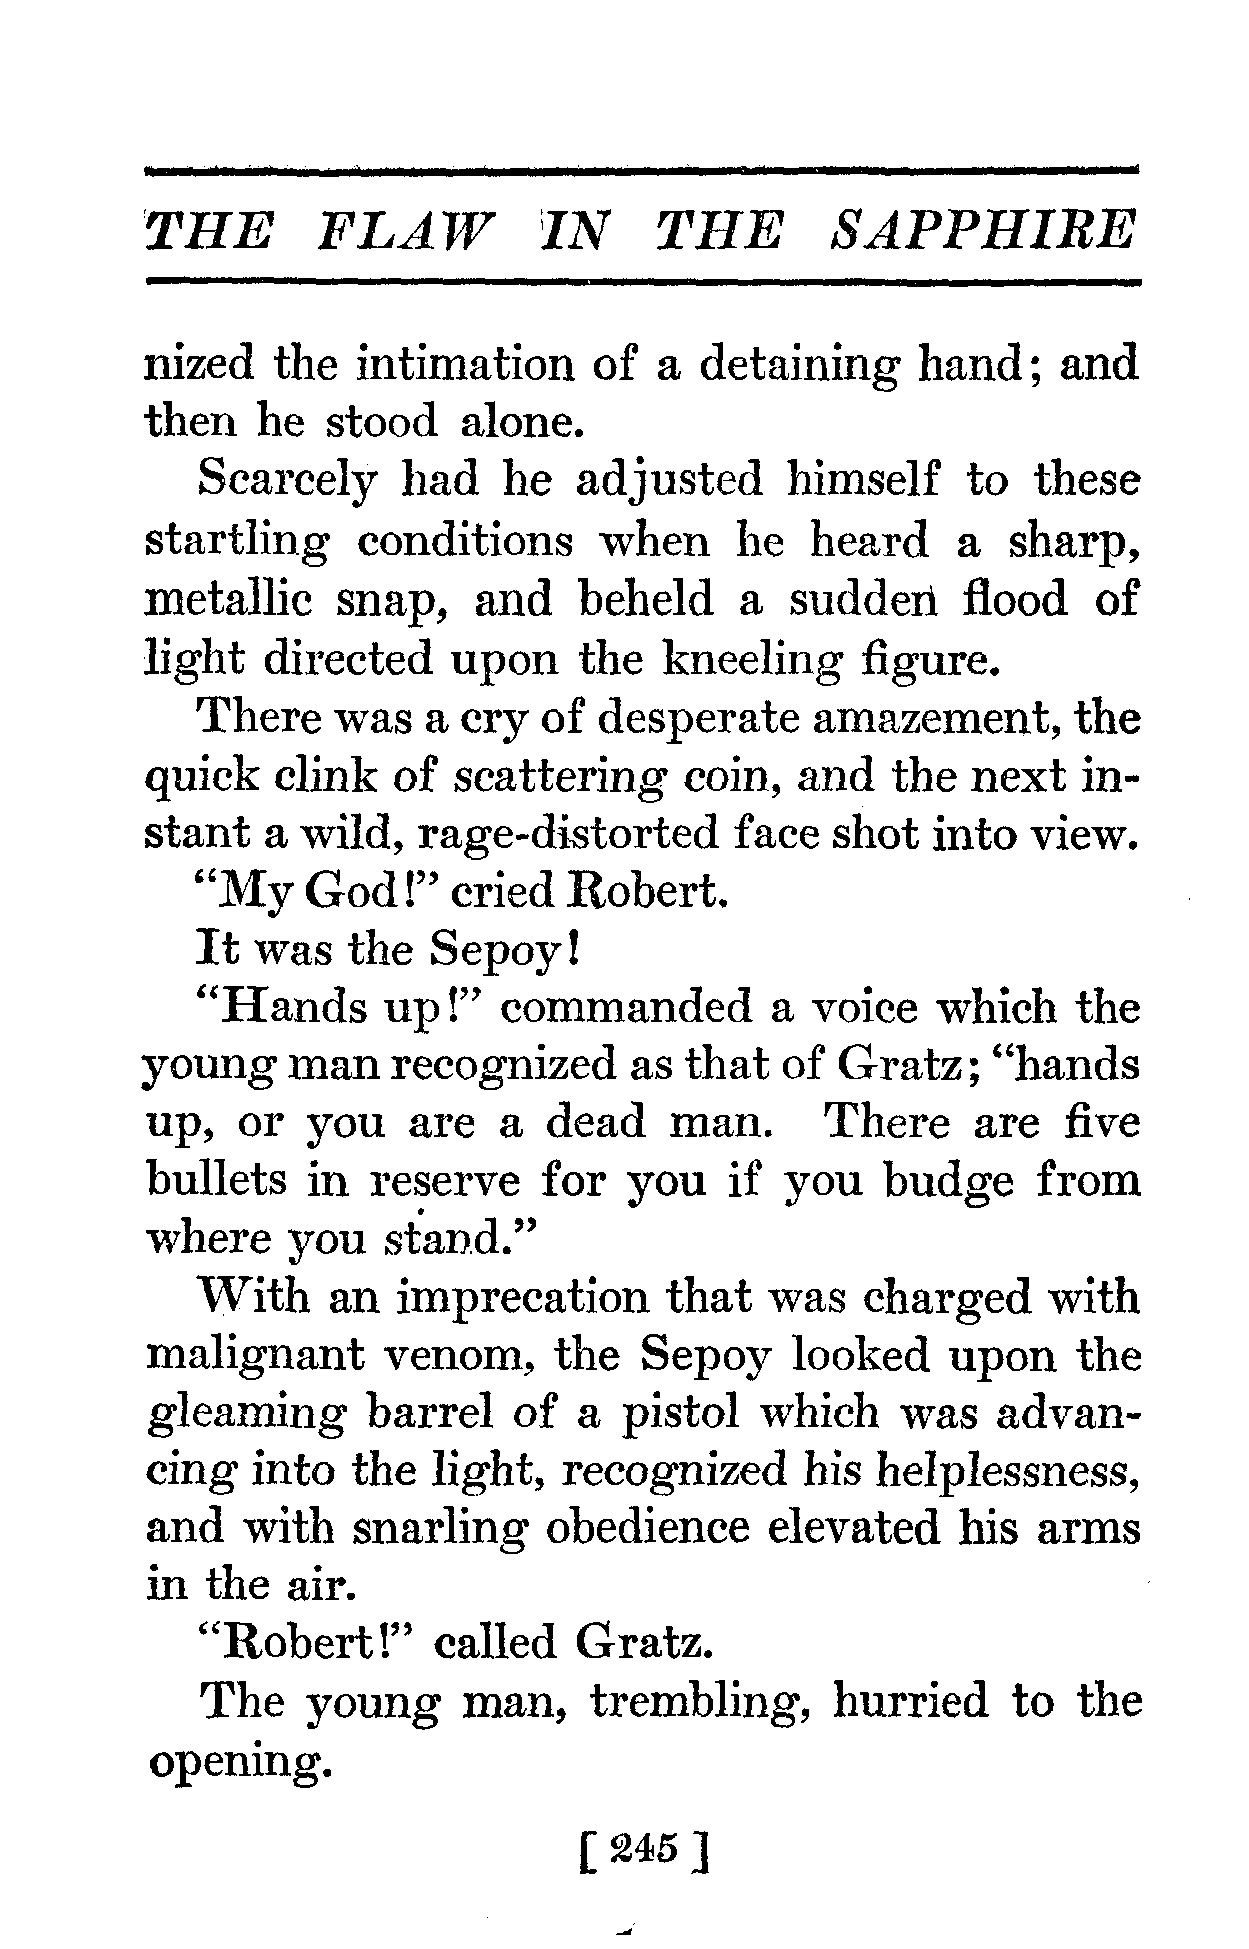 THE FLAW IN THE SAPPHIRE
nized the intimation of a detaining hand; and
then he stood alone.
Scarcely had he adjusted himself to these
startling conditions when he heard a sharp,
metallic snap, and beheld a sudden flood of
light directed upon the kneeling figure.
There was a cry of desperate amazement, the
quick clink of scattering coin, and the next in-
stant a wild, rage-distorted face shot into view.
“My God!” cried Robert.
It was the Sepoy!
“Hands up!” commanded a voice which the
young man recognized as that of Gratz; “hands
up, or you are a dead man. There are five
bullets in reserve for you if you budge from
where you stand.”
With an imprecation that was charged with
malignant venom, the Sepoy looked upon the
gleaming barrel of a pistol which was advan-
cing into the light, recognized his helplessness,
and with snarling obedience elevated his arms
in the air.
“Robert!” called Gratz.
The young man, trembling, hurried to the
opening.
[ 245 ]